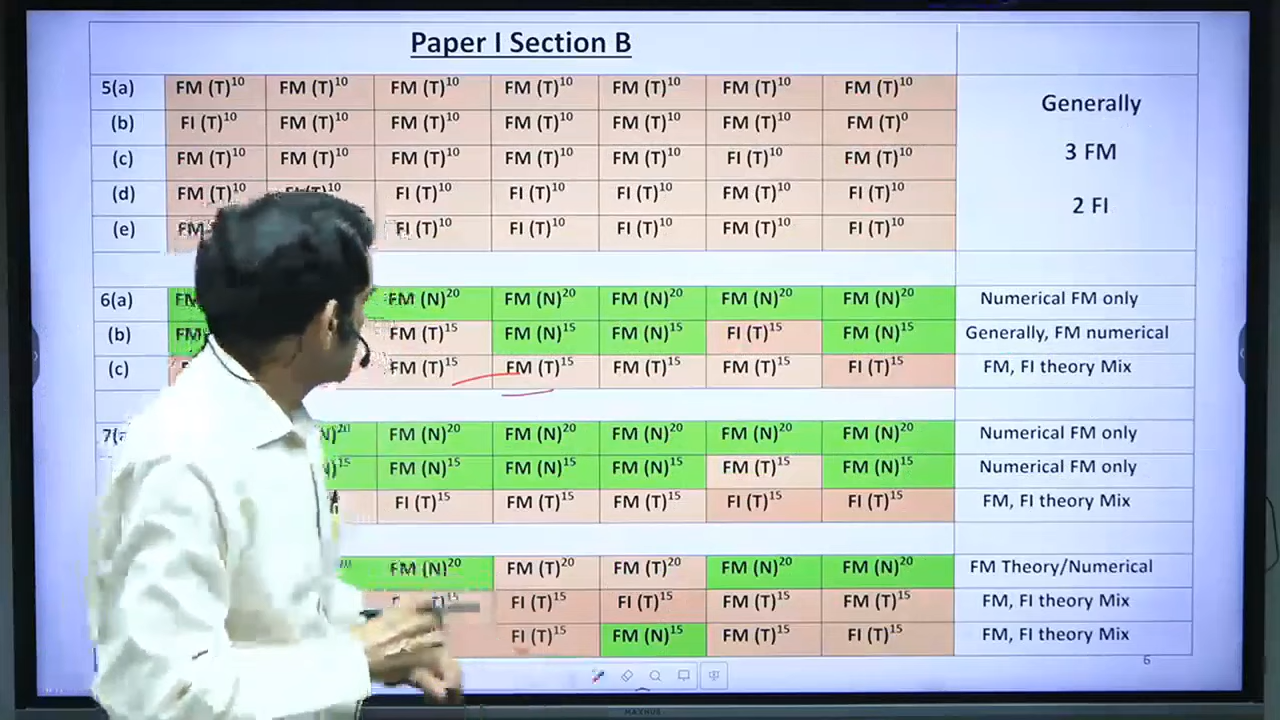 Paper I Section B
5(a) FM (T)10 FM (T)10 FM (T)10 FM (T)10 FM (T)10 FM (T)10 FM (T)10
(b) FI (T)10 FM (T)10 FM (T)10 FM (T)10 FM (T)10 FM (T)10 FM (T)0
(c) FM (T)10 FM (T)10 FM (T)10 FM (T)10 FM (T)10 FI (T)10 FM (T)10
(d) FM (T)10 FI (T)10 FI (T)10 FI (T)10 FI (T)10 FM (T)10 FI (T)10
(e) FM FI (T)10 FI (T)10 FI (T)10 FM (T)10 FI (T)10
Generally
3 FM
2 FI
6(a) FM FM (N)20 FM (N)20 FM (N)20 FM (N)20 FM (N)20 Numerical FM only
(b) FM FM (T)15 FM (N)15 FM (N)15 FI (T)15 FM (N)15 Generally, FM numerical
(c) FM (T)15 FM (T)15 FM (T)15 FM (T)15 FI (T)15 FM, FI theory Mix
7(a N)20 FM (N)20 FM (N)20 FM (N)20 FM (N)20 FM (N)20 Numerical FM only
N)15 FM (N)15 FM (N)15 FM (N)15 FM (T)15 FM (N)15 Numerical FM only
FI (T)15 FM (T)15 FM (T)15 FI (T)15 FI (T)15 FM, FI theory Mix
FM (N)20 FM (T)20 FM (T)20 FM (N)20 FM (N)20 FM Theory/Numerical
FI (T)15 FI (T)15 FM (T)15 FM (T)15 FM, FI theory Mix
FI (T)15 FM (N)15 FM (T)15 FI (T)15 FM, FI theory Mix
6